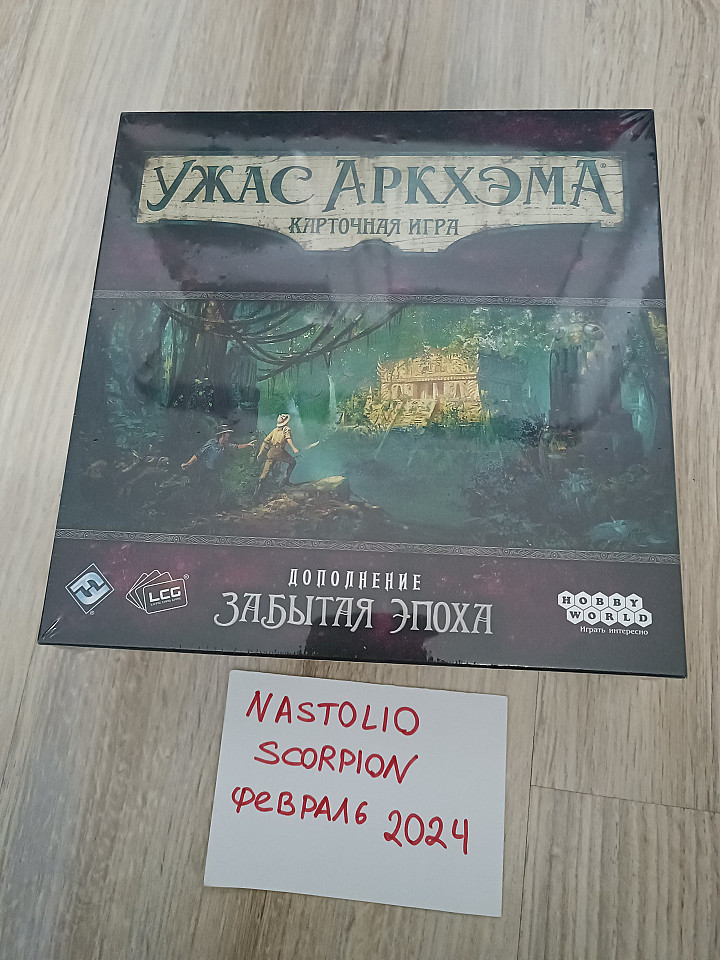 УЖАС АРКХЭМА
КАРТОЧНАЯ ИГРА
ДОПОЛНЕНИЕ
ЗАБЫТАЯ ЭПОХА
LCG
HOBBY
WORLD
Играть интересно
NASTOLIO
SCORPION
ФЕВРАЛЬ 2024